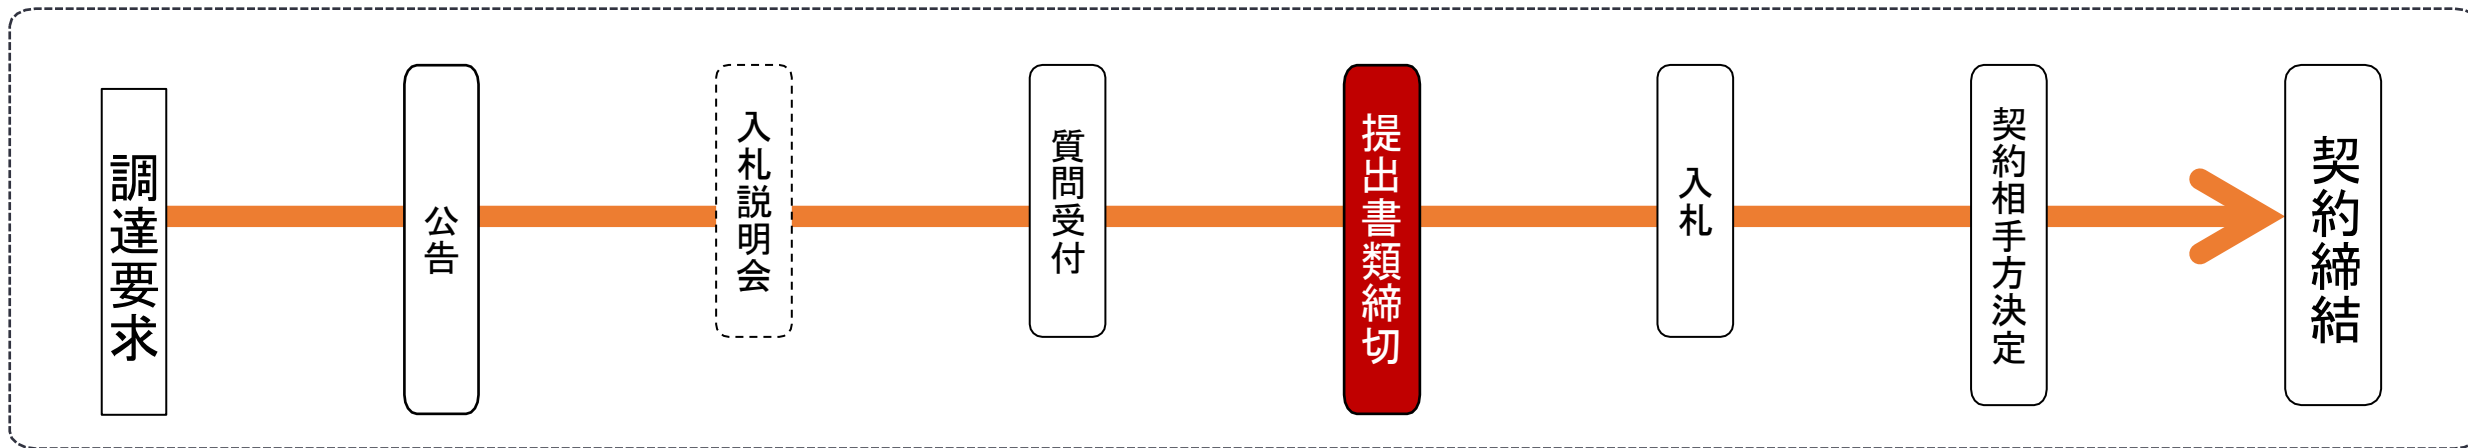 調達要求
公告
入札説明会
質問受付
提出書類締切
入札
契約相手方決定
契約締結